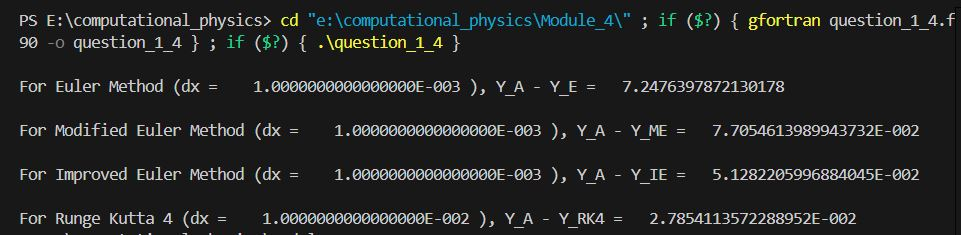 PS E:\computational_physics> cd "e:\computational_physics\Module_4\" ; if ($?) { gfortran question_1_4.f
90 -o question_1_4 } ; if ($?) { .\question_1_4 }
For Euler Method (dx =    1.0000000000000000E-003 ), Y_A - Y_E =   7.2476397872130178
For Modified Euler Method (dx =    1.0000000000000000E-003 ), Y_A - Y_ME =   7.7054613989943732E-002
For Improved Euler Method (dx =    1.0000000000000000E-003 ), Y_A - Y_IE =   5.1282205996884045E-002
For Runge Kutta 4 (dx =    1.0000000000000000E-002 ), Y_A - Y_RK4 =   2.7854113572288952E-002